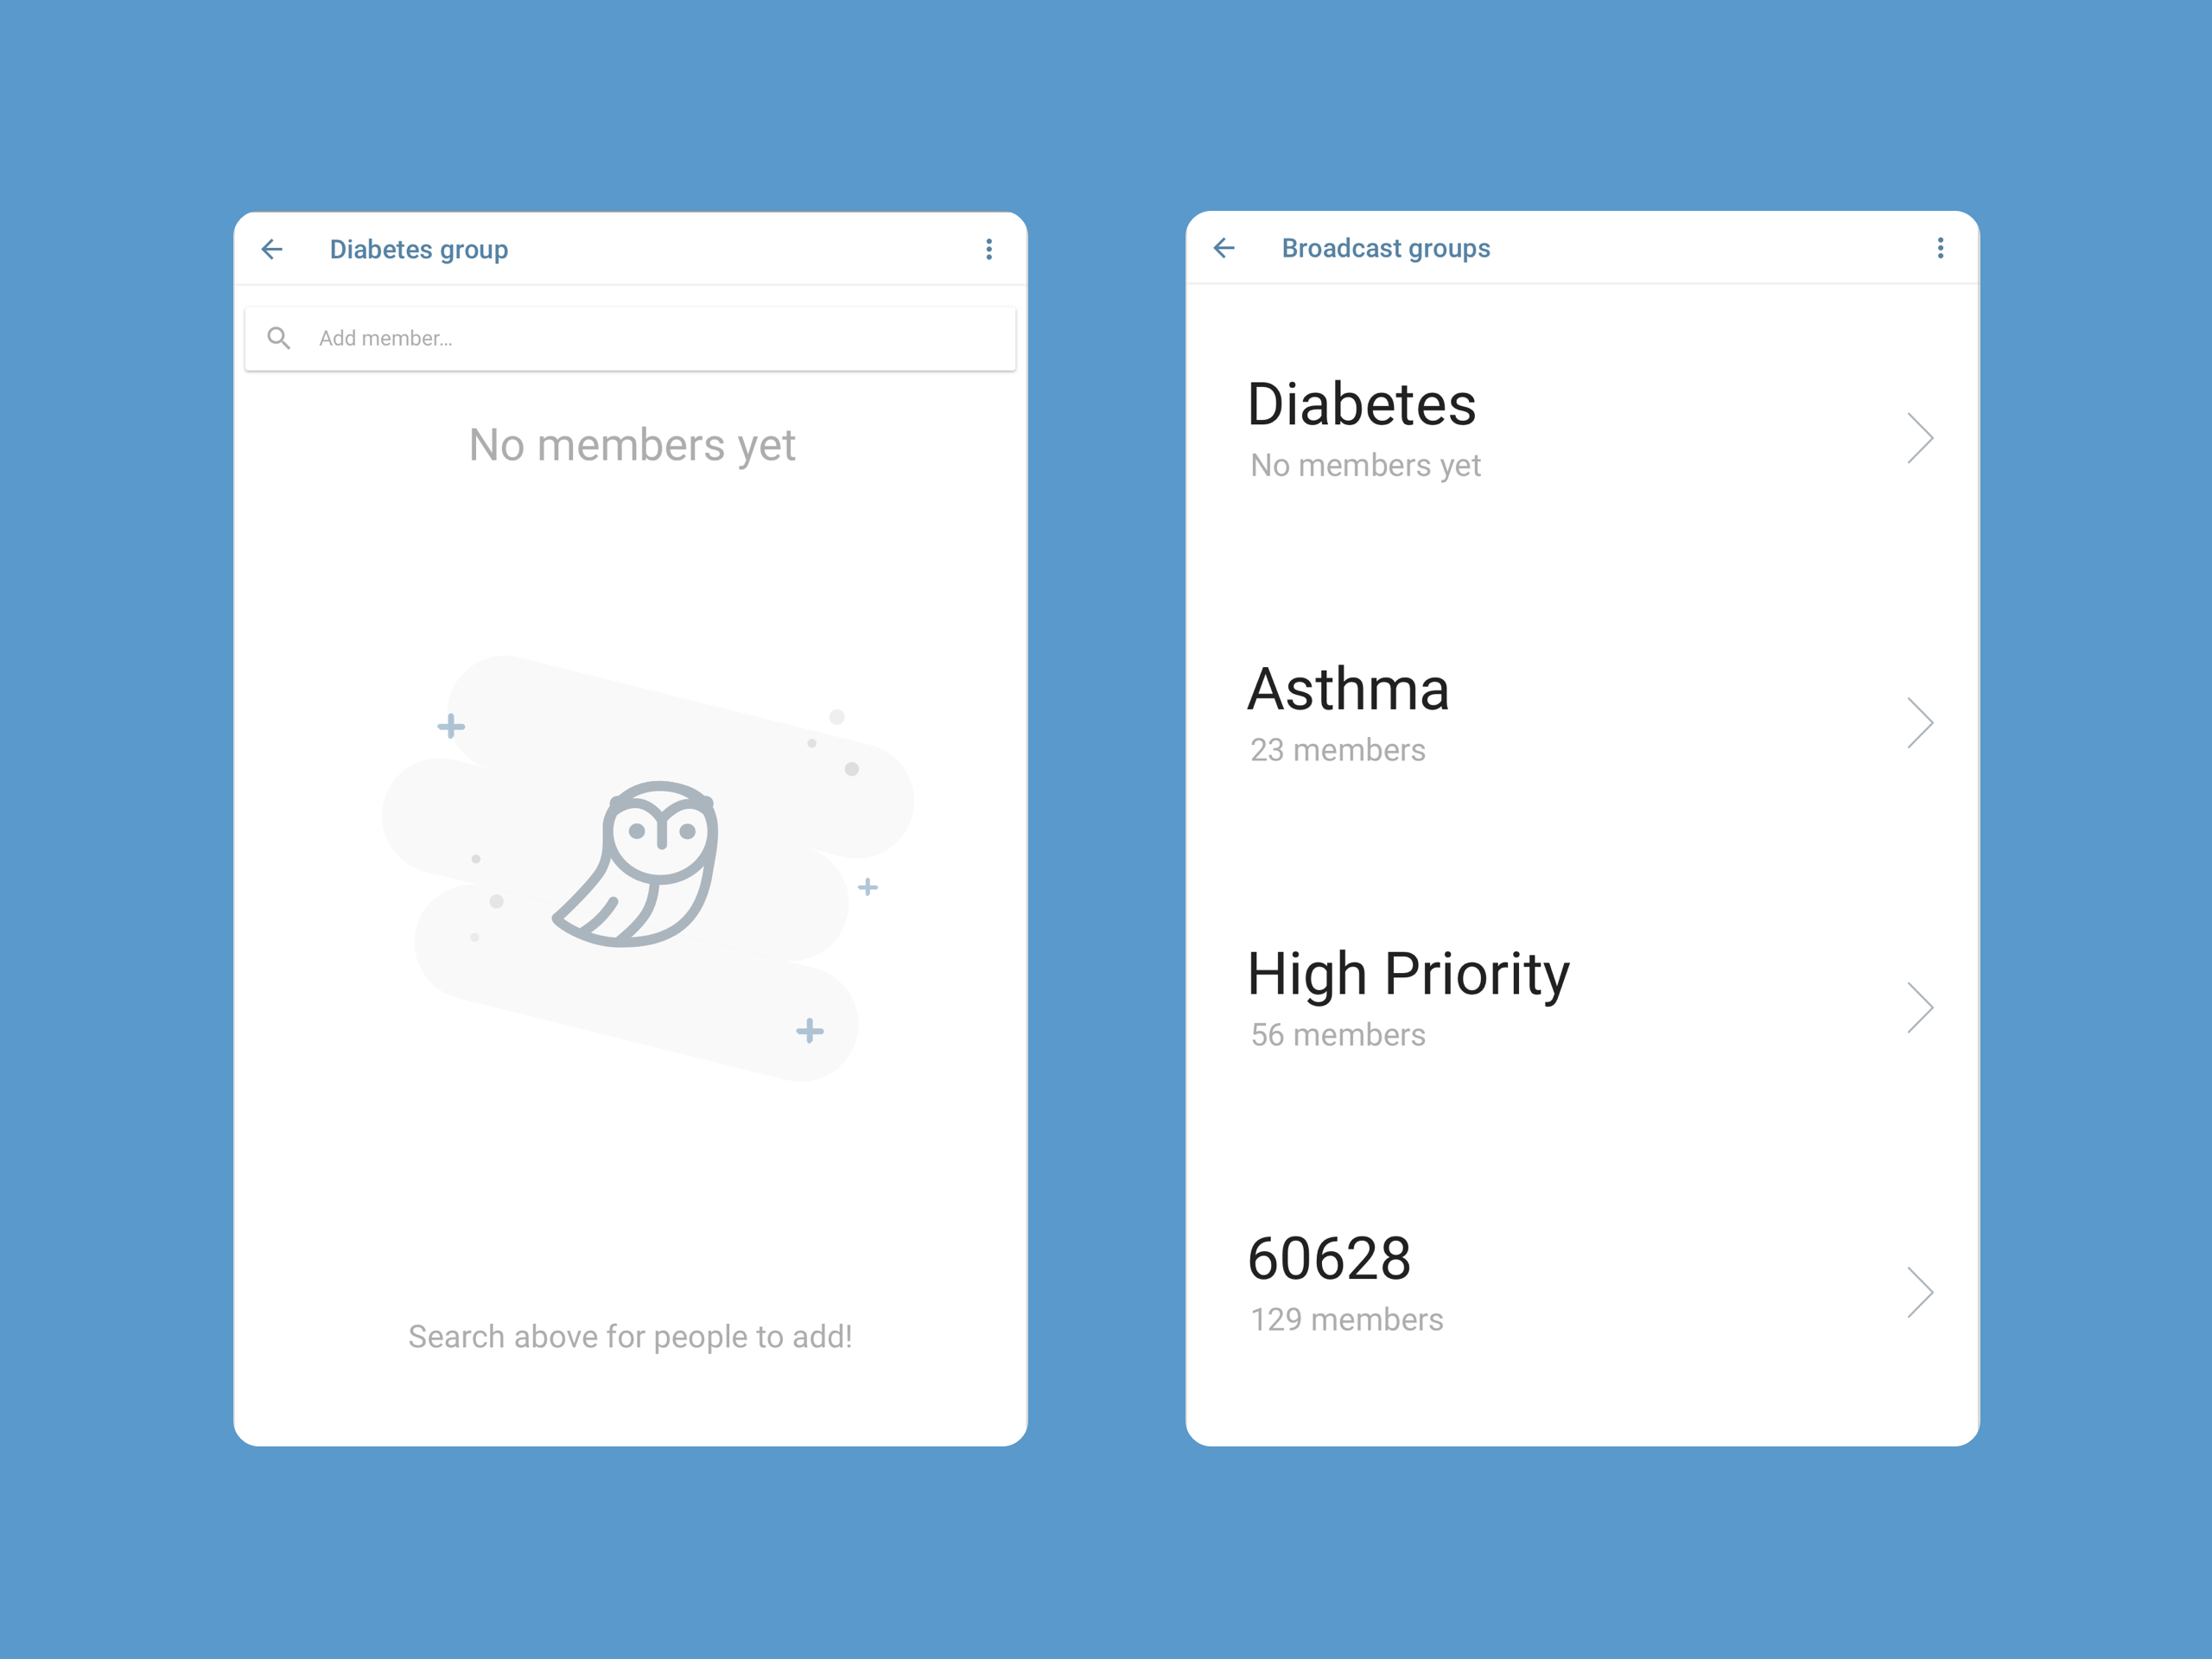 Diabetes group
Add member...
No members yet
Search above for people to add!
Broadcast groups
Diabetes
No members yet
Asthma
23 members
High Priority
56 members
60628
129 members